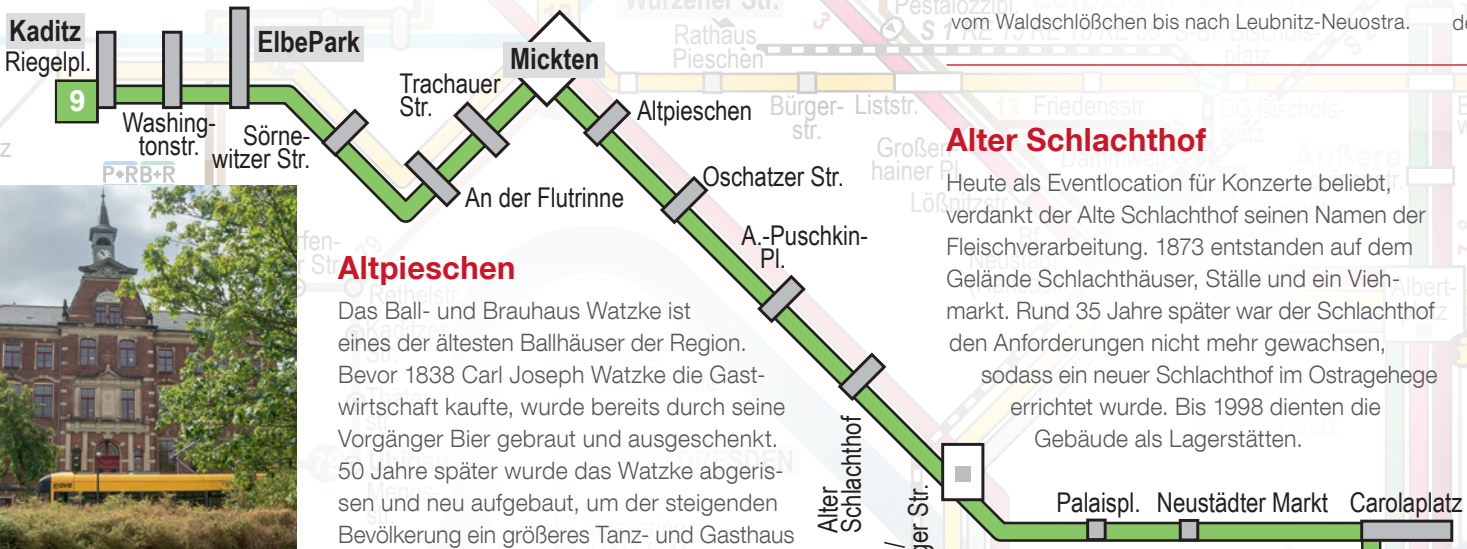 Kaditz
Riegelpl.
9
Washing-
tonstr.
ElbePark
Sörne-
witzer Str.
P+R B+R
An der Flutrinne
Trachauer
Str.
Mickten
Altpieschen
Oschatzer Str.
A.-Puschkin-
Pl.
Alter
Schlachthof
ger Str.
Palaispl.
Neustädter Markt
Carolaplatz
Rathaus
Pieschen
Bürger-
str.
Liststr.
13 Friedensstr.
vom Waldschlößchen bis nach Leubnitz-Neuostra.
Altpieschen
Das Ball- und Brauhaus Watzke ist
eines der ältesten Ballhäuser der Region.
Bevor 1838 Carl Joseph Watzke die Gast-
wirtschaft kaufte, wurde bereits durch seine
Vorgänger Bier gebraut und ausgeschenkt.
50 Jahre später wurde das Watzke abgeris-
sen und neu aufgebaut, um der steigenden
Bevölkerung ein größeres Tanz- und Gasthaus
Alter Schlachthof
Heute als Eventlocation für Konzerte beliebt,
verdankt der Alte Schlachthof seinen Namen der
Fleischverarbeitung. 1873 entstanden auf dem
Gelände Schlachthäuser, Ställe und ein Vieh-
markt. Rund 35 Jahre später war der Schlachthof
den Anforderungen nicht mehr gewachsen,
sodass ein neuer Schlachthof im Ostragehege
errichtet wurde. Bis 1998 dienten die
Gebäude als Lagerstätten.